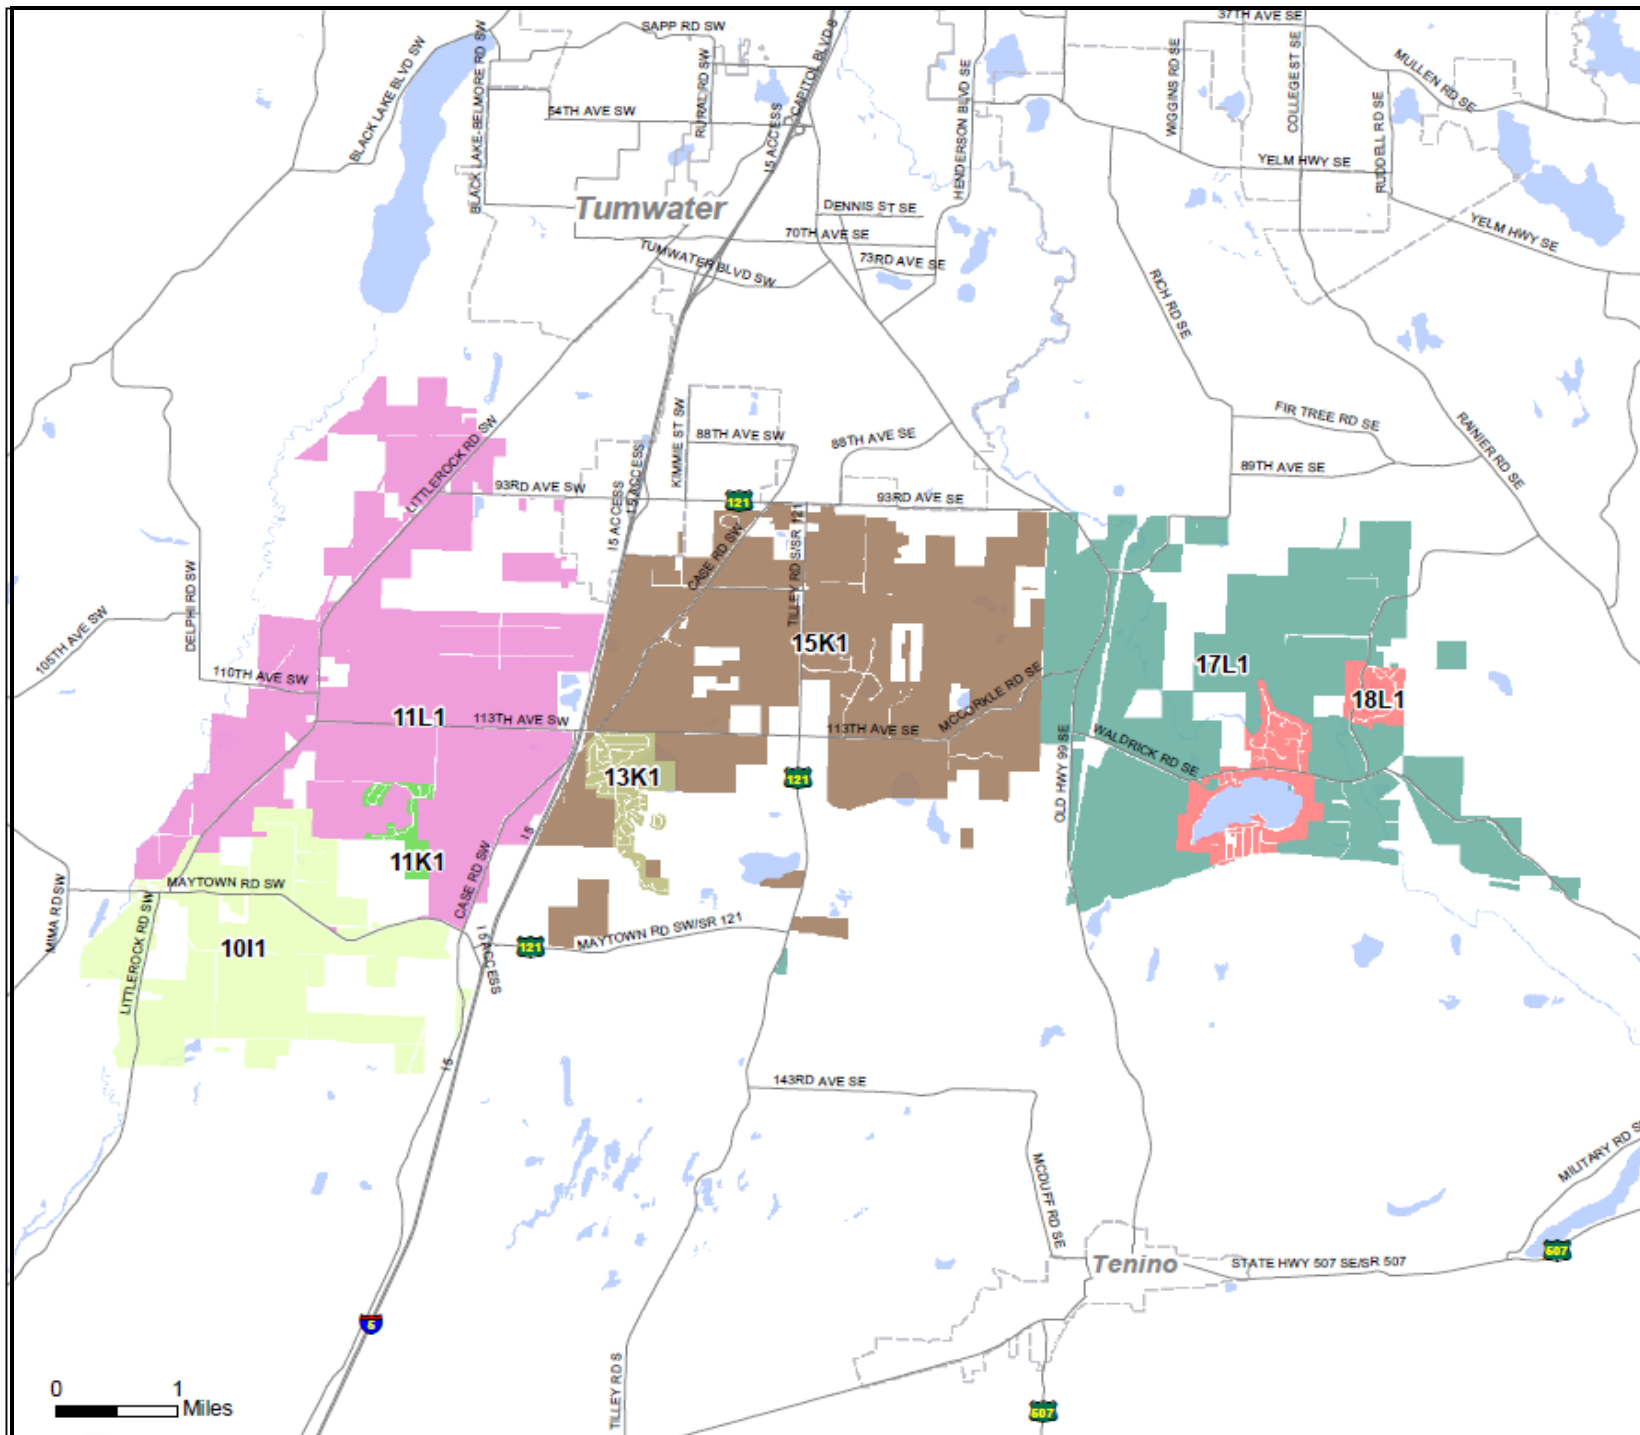 37TH AVE SE
SAPP RD SW
CAPITOL BLVD S
BLACK LAKE BLVD SW
BLACK LAKE-BELMORE RD SW
RURAL RD SW
MULLEN RD SE
WIGGINS RD SE
COLLEGE ST SE
54TH AVE SW
15 ACCESS
HENDERSON BLVD SE
RUDDELL RD SE
YELM HWY SE
Tumwater
DENNIS ST SE
70TH AVE SE
YELM HWY SE
TUMWATER BLVD SW
73RD AVE SE
RICH RD SE
LITTLEROCK RD SW
KIMMIE ST SW
88TH AVE SW
88TH AVE SE
FIR TREE RD SE
RAINIER RD SE
89TH AVE SE
93RD AVE SW
15 ACCESS
15 ACCESS
121
93RD AVE SE
CASE RD SW
TILLEY RD S/SR 121
DELPHI RD SW
105TH AVE SW
15K1
17L1
110TH AVE SW
MCCORKLE RD SE
18L1
11L1
113TH AVE SW
113TH AVE SE
WALDRICK RD SE
OLD HWY 99 SE
13K1
121
15
11K1
MAYTOWN RD SW
CASE RD SW
MIMA RD SW
LITTLEROCK RD SW
10I1
121
MAYTOWN RD SW/SR 121
15 ACCESS
15
143RD AVE SE
MCDUFF RD SE
MILITARY RD S
Tenino
STATE HWY 507 SE/SR 507
507
5
TILLEY RD S
0 1
Miles
507